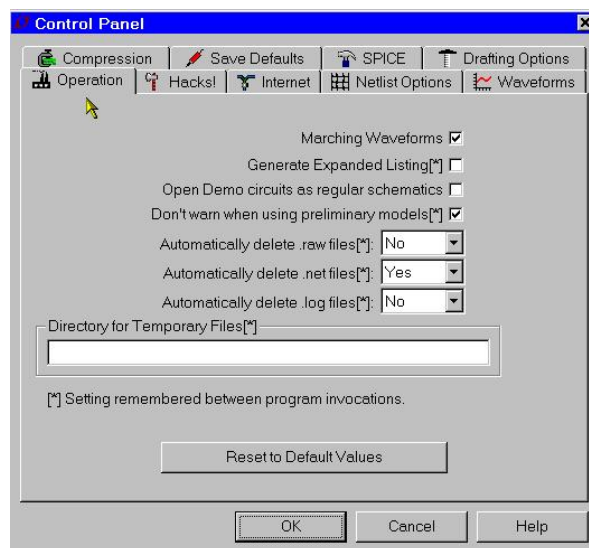 Control Panel
Compression Save Defaults SPICE Drafting Options
Operation Hacks! Internet Netlist Options Waveforms
Marching Waveforms
Generate Expanded Listing[*]
Open Demo circuits as regular schematics
Don't warn when using preliminary models[*]
Automatically delete .raw files[*]: No
Automatically delete .net files[*]: Yes
Automatically delete .log files[*]: No
Directory for Temporary Files[*]
[*] Setting remembered between program invocations.
Reset to Default Values
OK Cancel Help